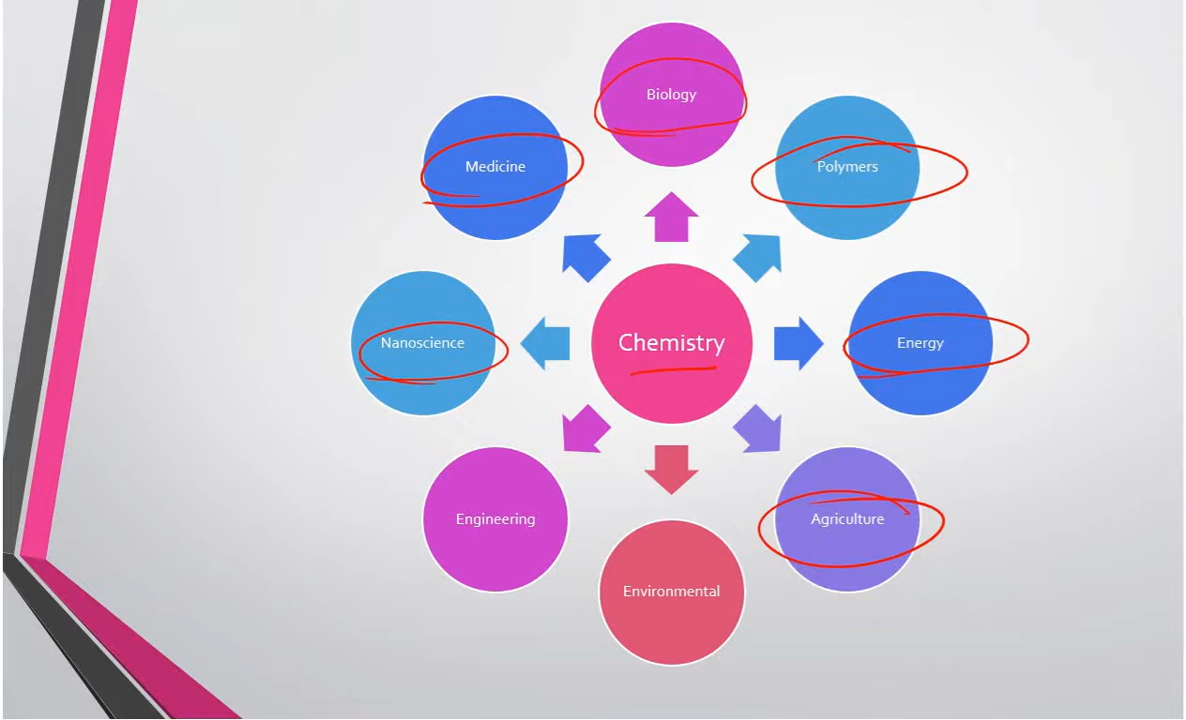 Biology
Medicine
Polymers
Nanoscience
Chemistry
Energy
Engineering
Agriculture
Environmental